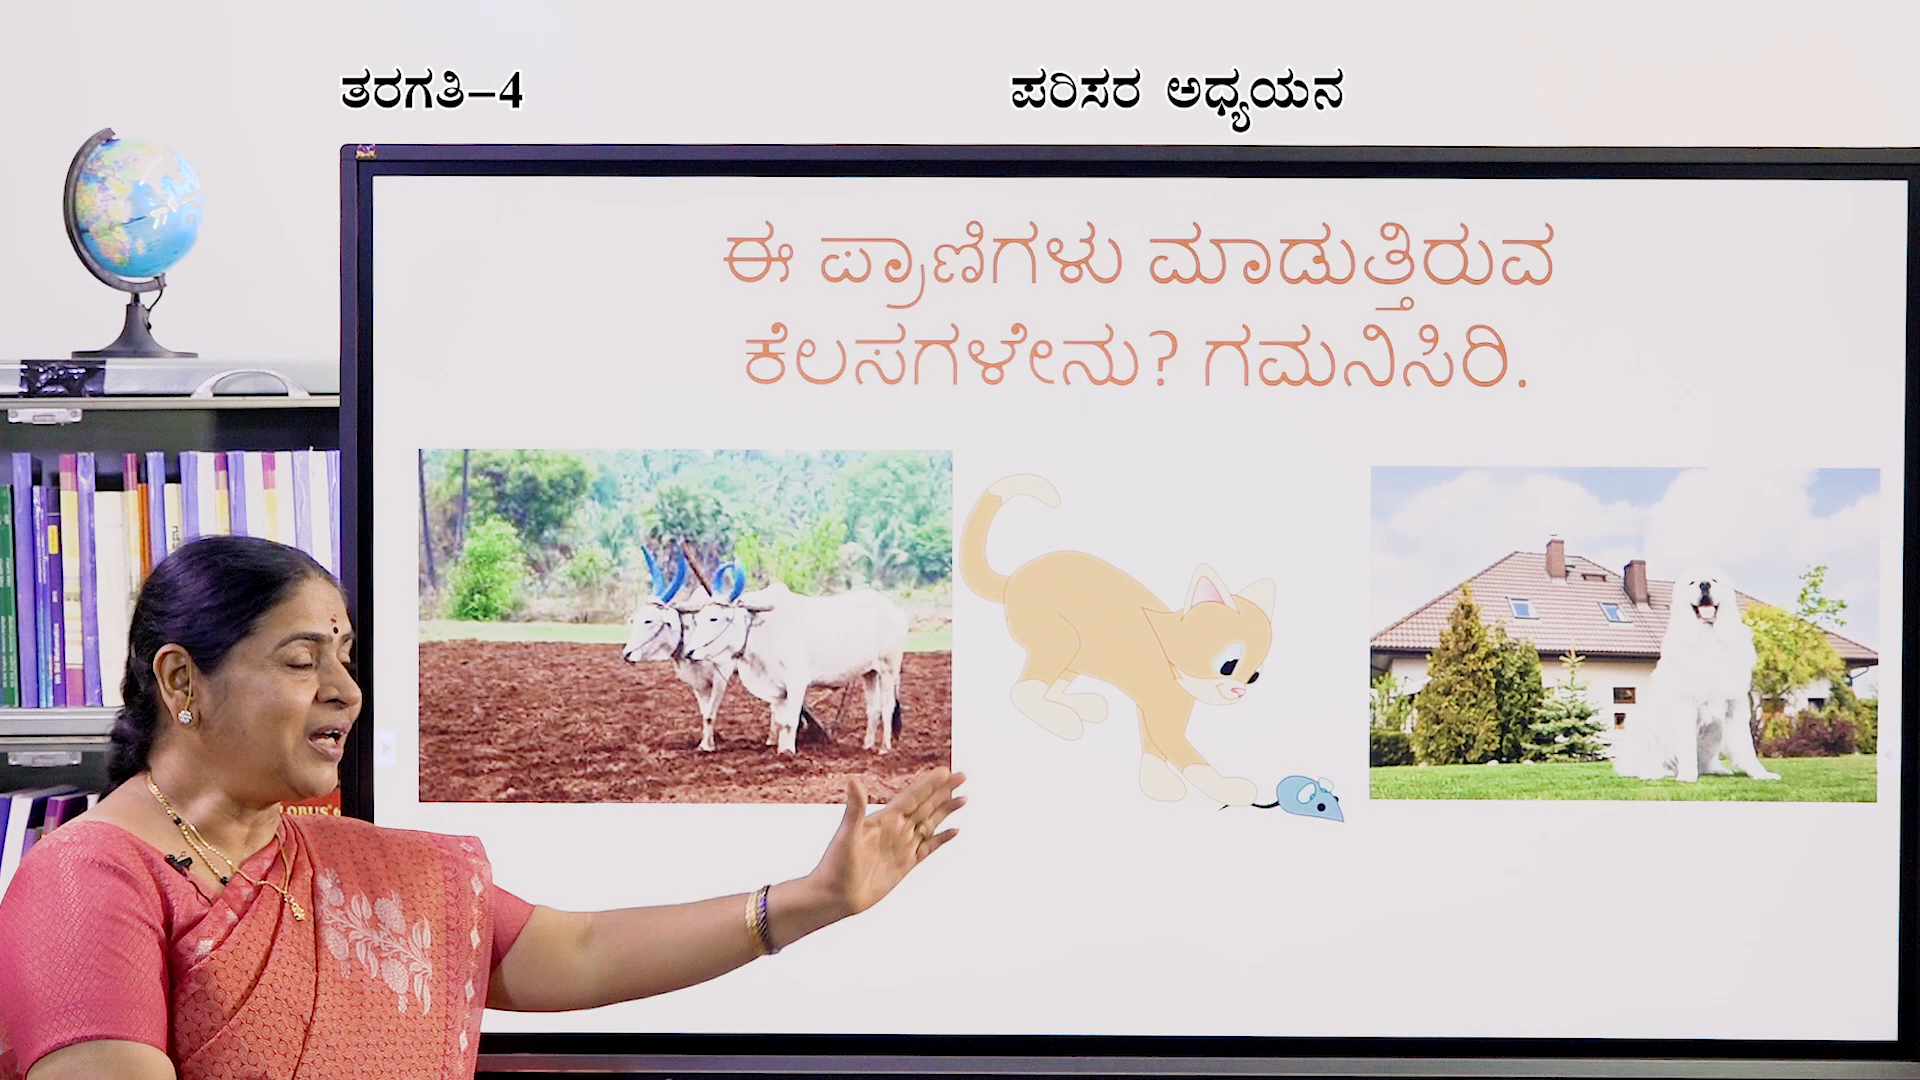 ತರಗತಿ-4
ಪರಿಸರ ಅಧ್ಯಯನ
ಈ ಪ್ರಾಣಿಗಳು ಮಾಡುತ್ತಿರುವ
ಕೆಲಸಗಳೇನು? ಗಮನಿಸಿರಿ.